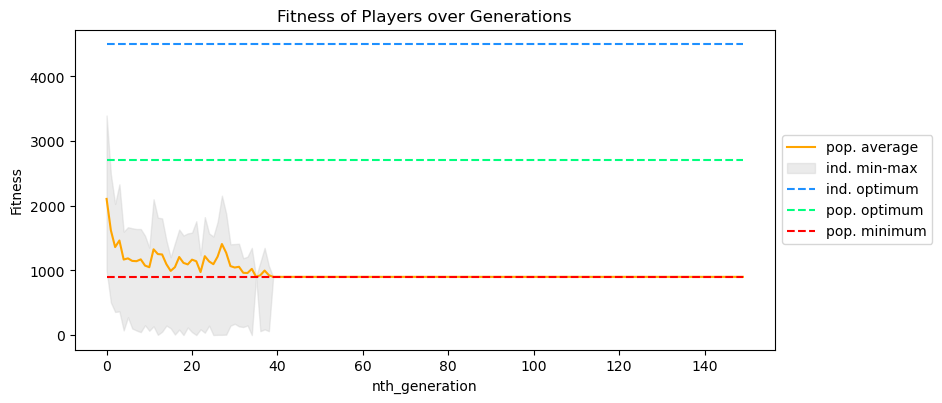 Fitness of Players over Generations
Fitness
4000
3000
2000
1000
0
0 20 40 60 80 100 120 140
nth_generation
pop. average
ind. min-max
ind. optimum
pop. optimum
pop. minimum